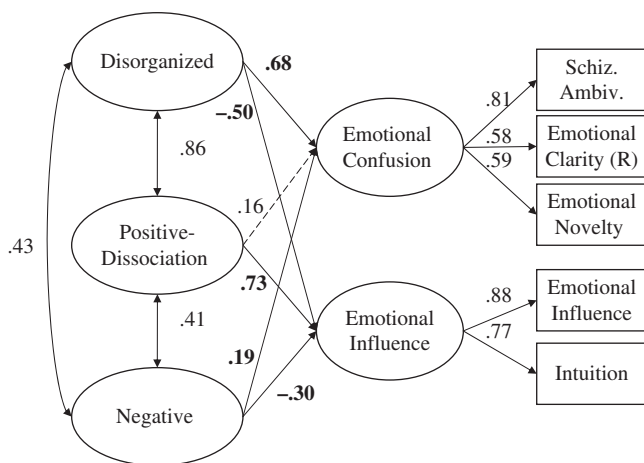 Disorganized
Positive-
Dissociation
Negative
.43
.86
.41
.68
–.50
.16
.73
.19
–.30
Emotional
Confusion
Emotional
Influence
.81
.58
.59
.88
.77
Schiz.
Ambiv.
Emotional
Clarity (R)
Emotional
Novelty
Emotional
Influence
Intuition